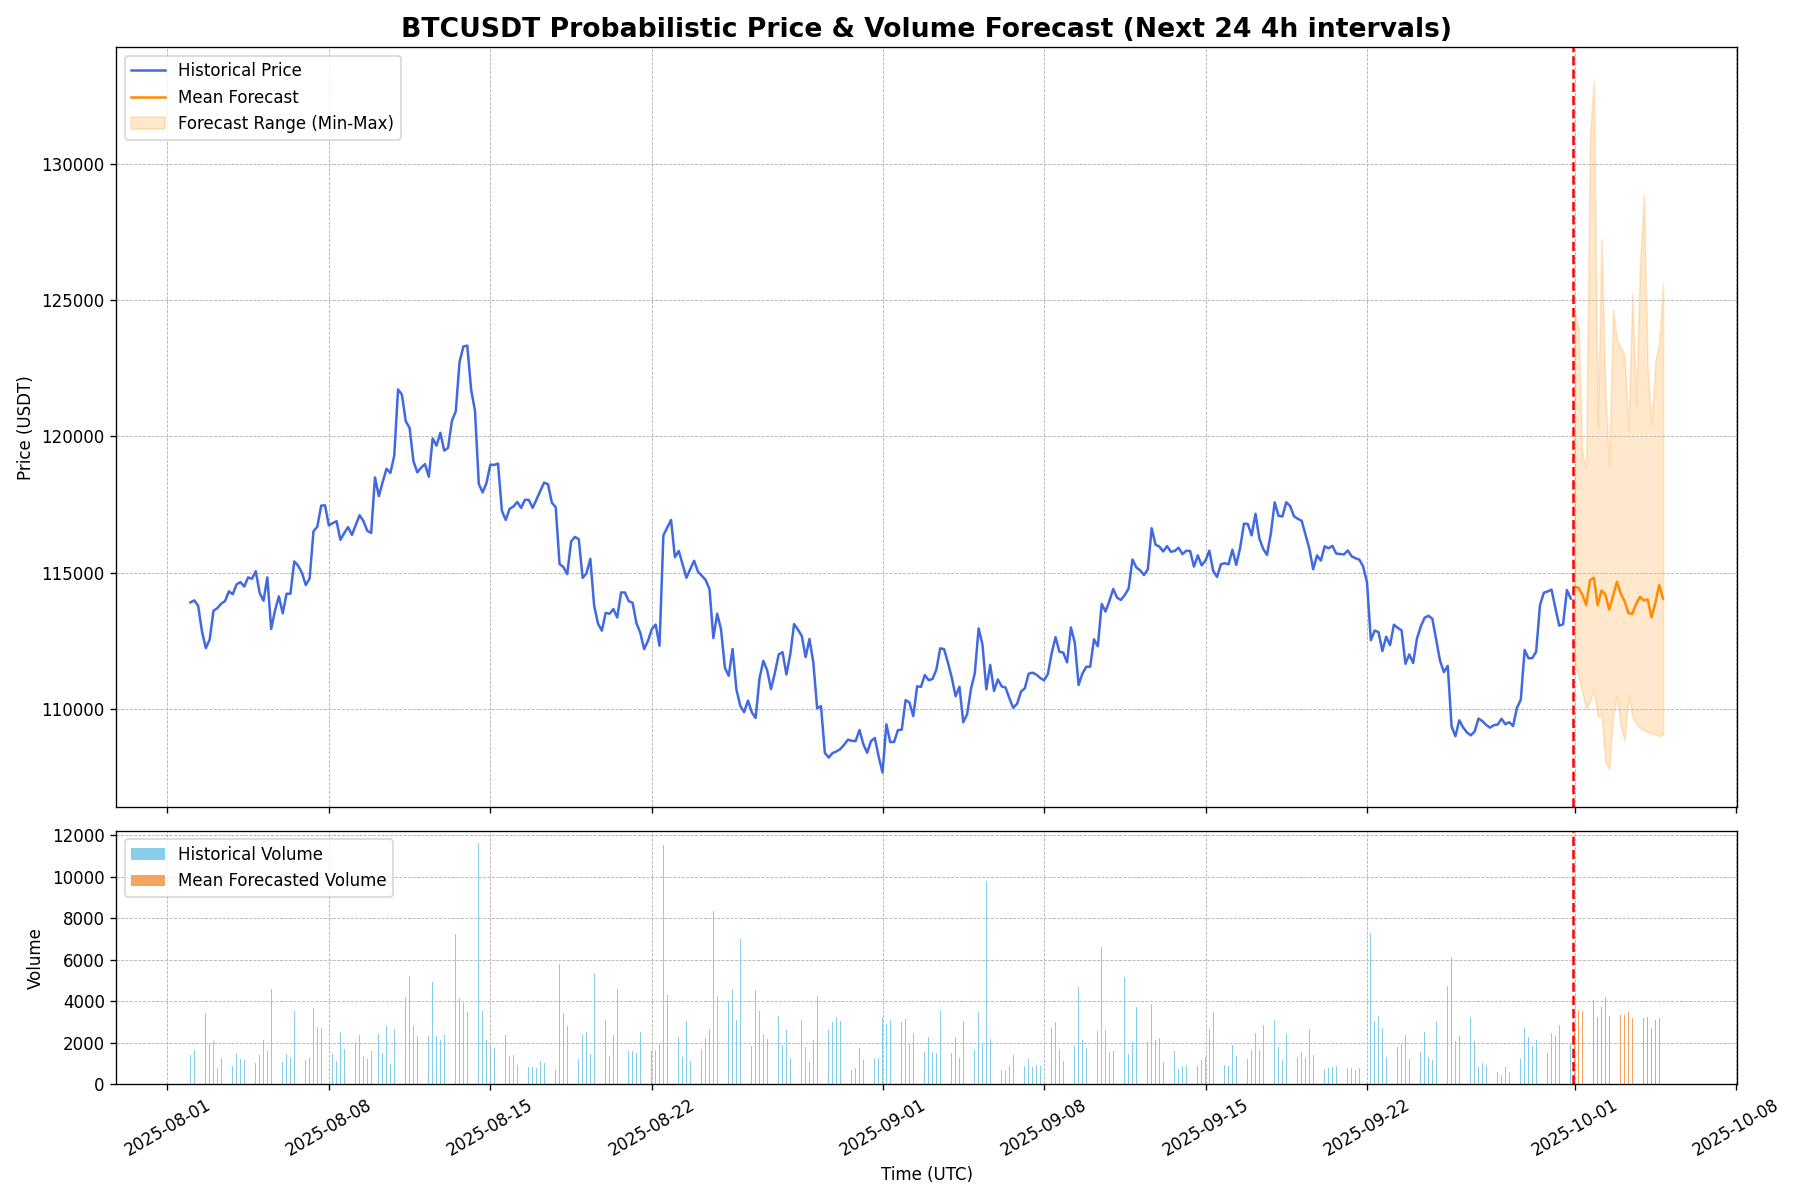 BTCUSDT Probabilistic Price & Volume Forecast (Next 24 4h intervals)
Historical Price
Mean Forecast
Forecast Range (Min-Max)
130000
125000
120000
115000
110000
Price (USDT)
Historical Volume
Mean Forecasted Volume
12000
10000
8000
6000
4000
2000
0
Volume
2025-08-01
2025-08-08
2025-08-15
2025-08-22
2025-09-01
2025-09-08
2025-09-15
2025-09-22
2025-10-01
2025-10-08
Time (UTC)